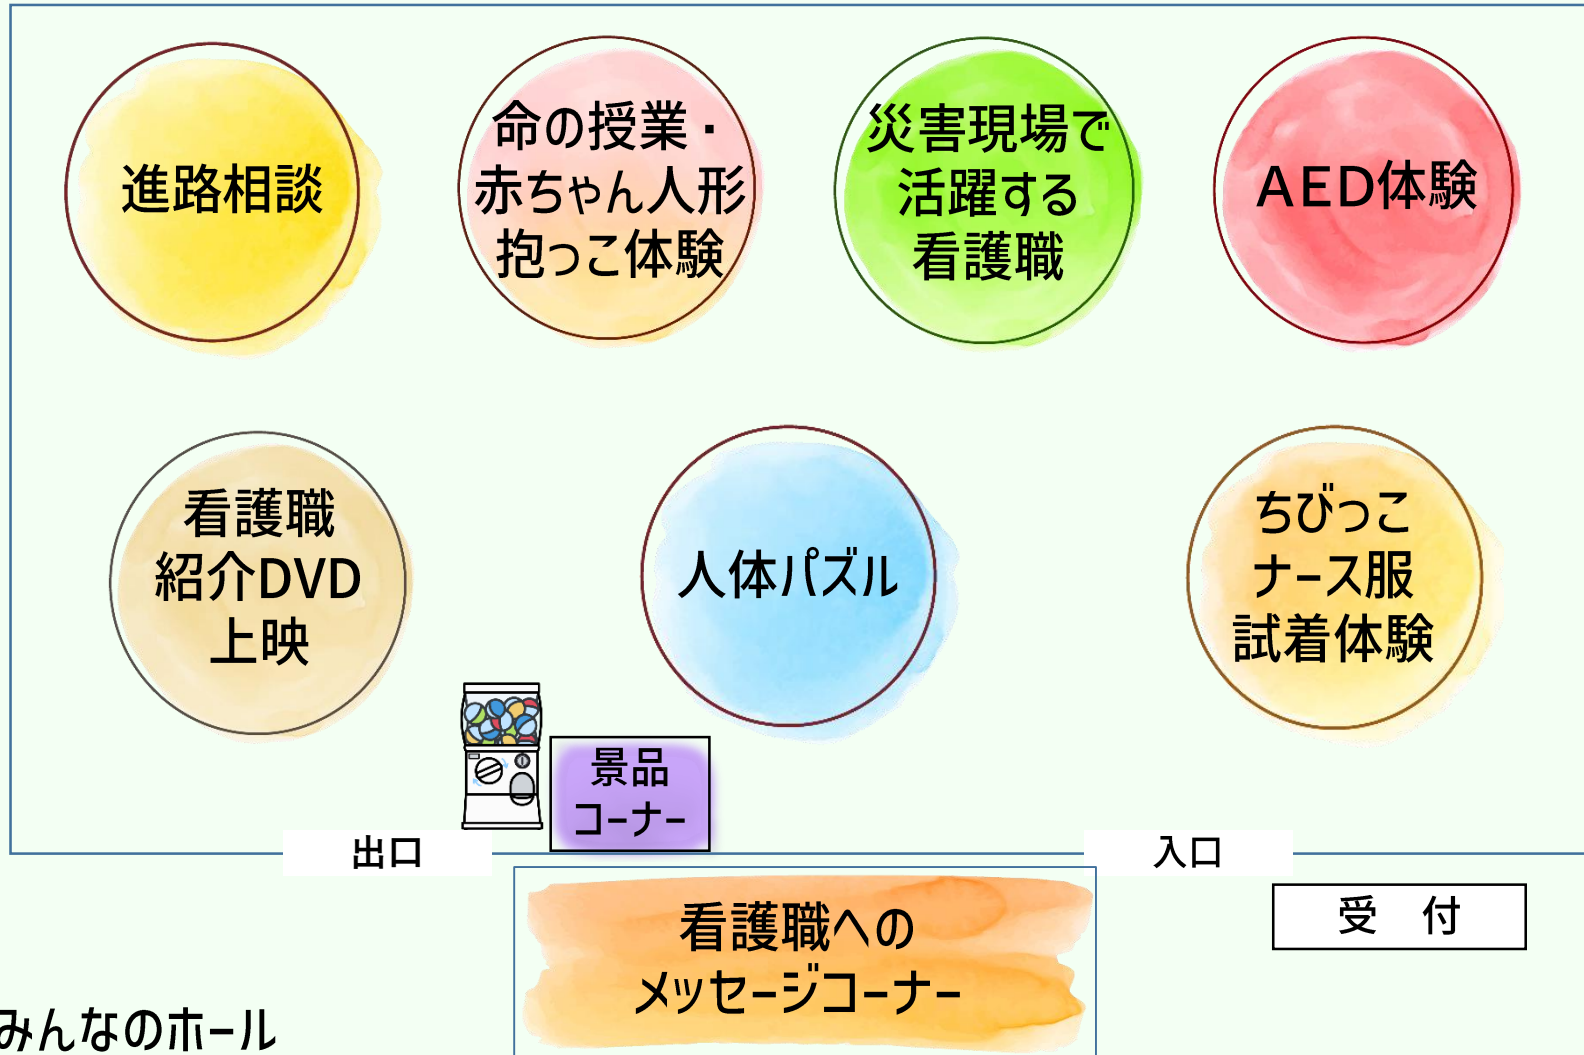 進路相談
命の授業・
赤ちゃん人形
抱っこ体験
災害現場で
活躍する
看護職
AED体験
看護職
紹介DVD
上映
人体パズル
ちびっこ
ナース服
試着体験
景品
コーナー
出口
入口
受　付
看護職への
メッセージコーナー
みんなのホール